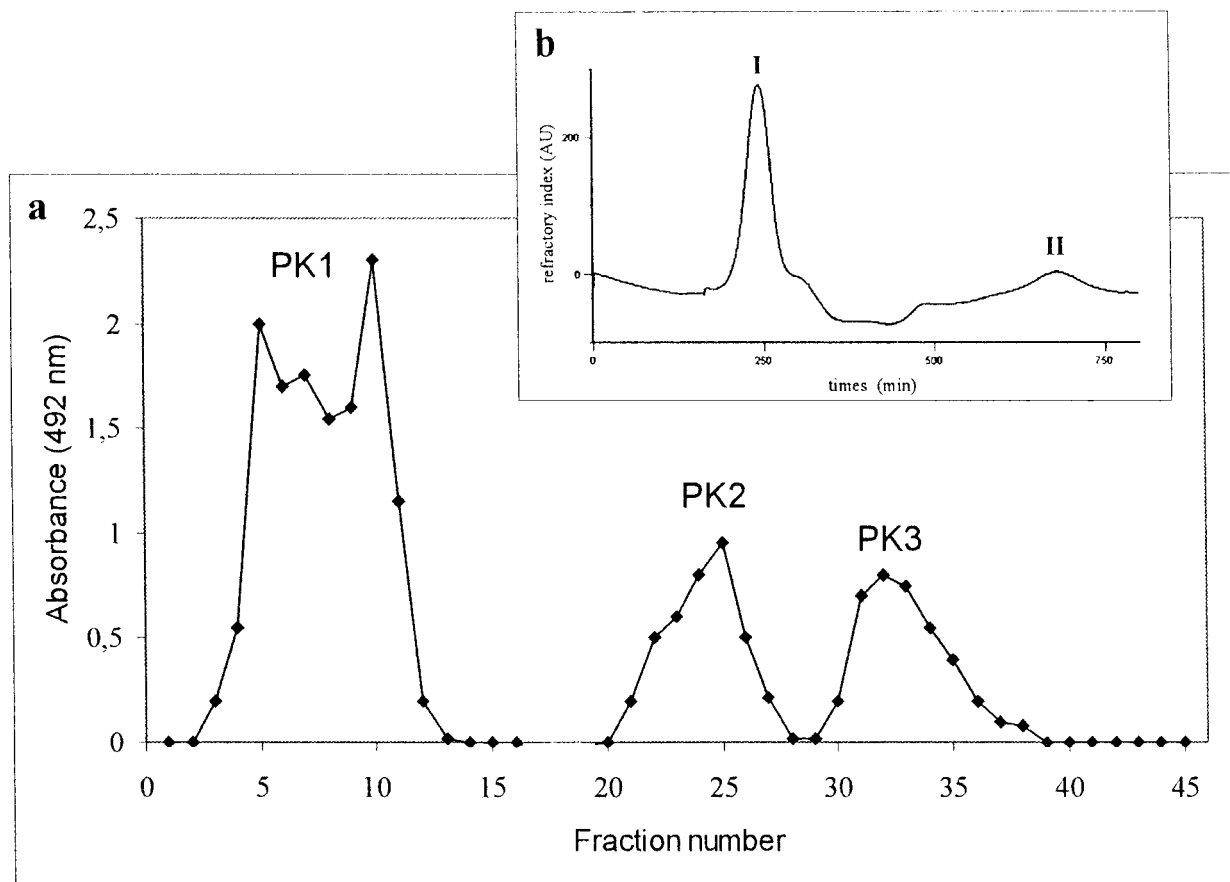 b
I
II
200
0
refractory index (AU)
0 250 500 750
times (min)
a
2,5
2
1,5
1
0,5
0
Absorbance (492 nm)
PK1
PK2
PK3
0 5 10 15 20 25 30 35 40 45
Fraction number